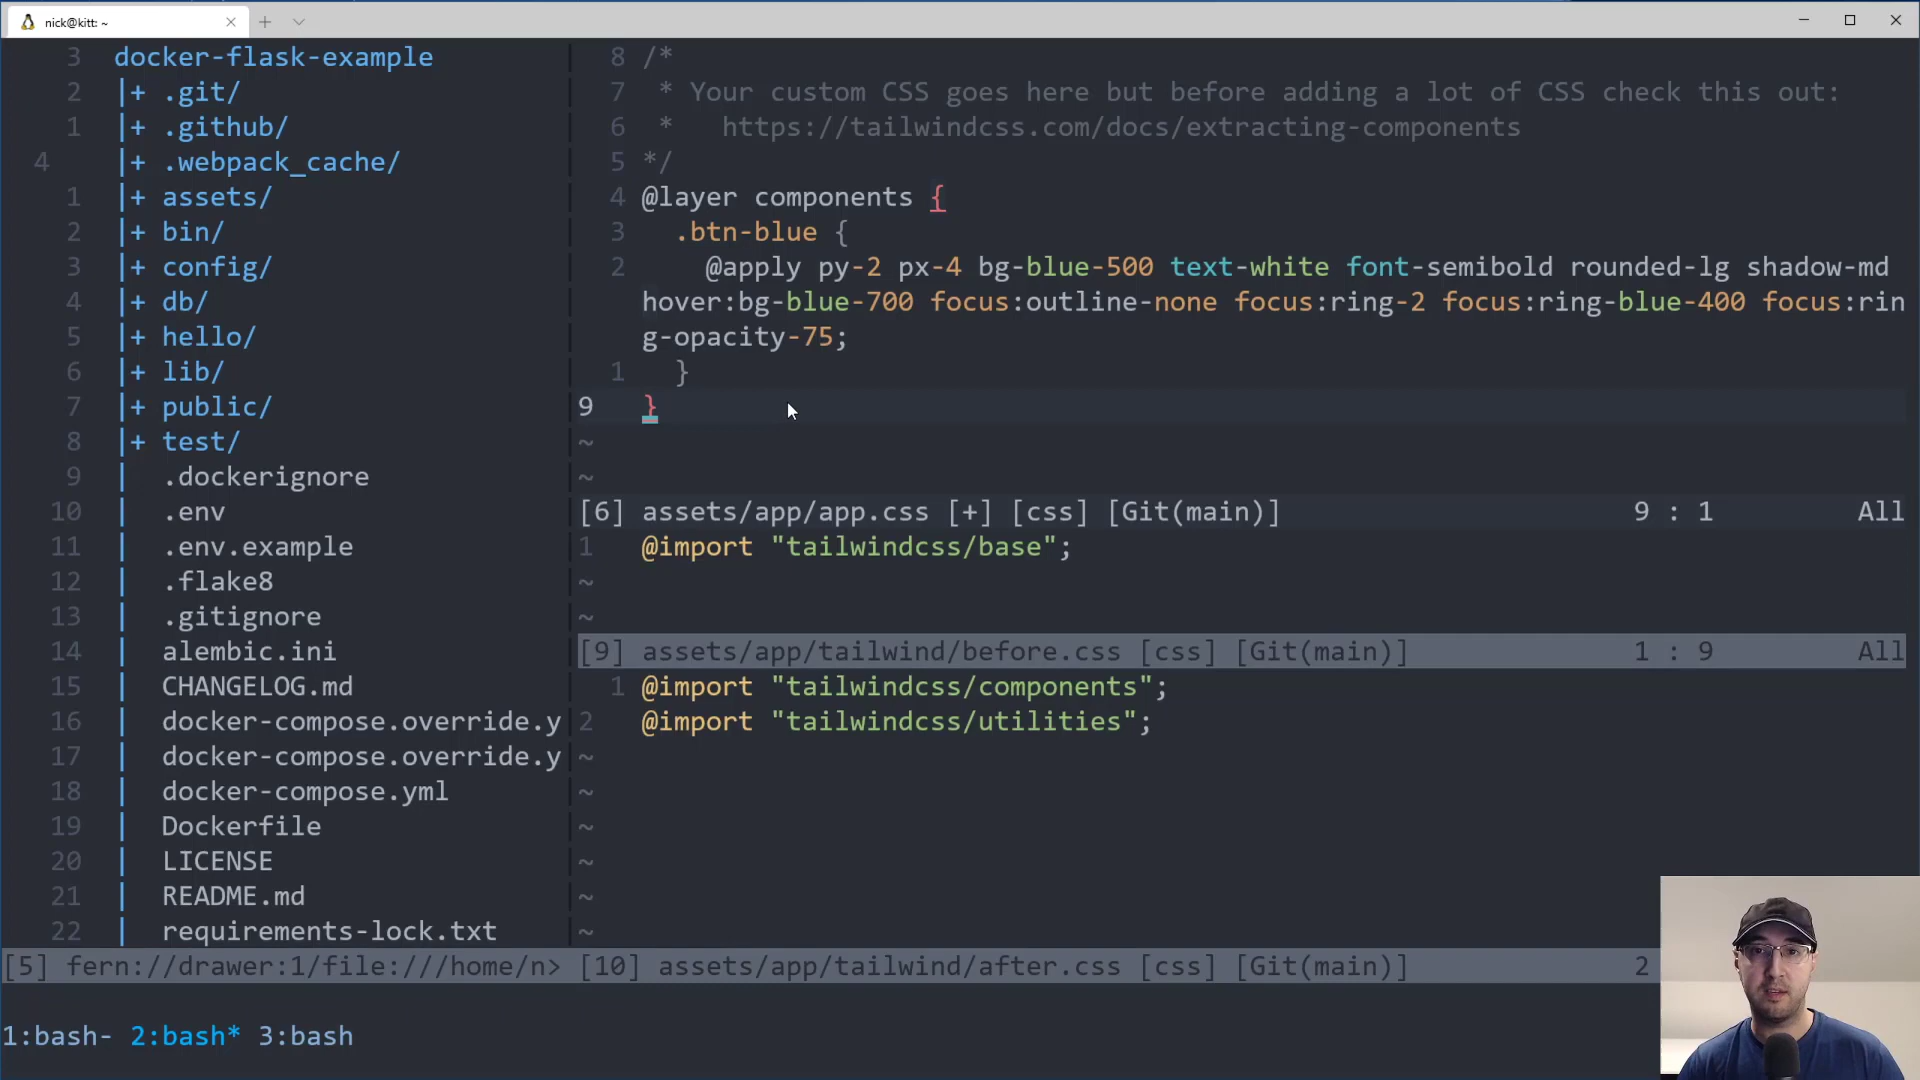 nick@kitt: ~
3 docker-flask-example
2 |+ .git/
1 |+ .github/
4 |+ .webpack_cache/
1 |+ assets/
2 |+ bin/
3 |+ config/
4 |+ db/
5 |+ hello/
6 |+ lib/
7 |+ public/
8 |+ test/
9 | .dockerignore
10 | .env
11 | .env.example
12 | .flake8
13 | .gitignore
14 | alembic.ini
15 | CHANGELOG.md
16 | docker-compose.override.y
17 | docker-compose.override.y
18 | docker-compose.yml
19 | Dockerfile
20 | LICENSE
21 | README.md
22 | requirements-lock.txt
[5] fern://drawer:1/file:///home/n>
8 /*
7 * Your custom CSS goes here but before adding a lot of CSS check this out:
6 * https://tailwindcss.com/docs/extracting-components
5 */
4 @layer components {
3 .btn-blue {
2 @apply py-2 px-4 bg-blue-500 text-white font-semibold rounded-lg shadow-md
hover:bg-blue-700 focus:outline-none focus:ring-2 focus:ring-blue-400 focus:rin
g-opacity-75;
1 }
9 }
~
~
[6] assets/app/app.css [+] [css] [Git(main)] 9 : 1 All
1 @import "tailwindcss/base";
~
~
[9] assets/app/tailwind/before.css [css] [Git(main)] 1 : 9 All
1 @import "tailwindcss/components";
2 @import "tailwindcss/utilities";
~
~
~
~
~
~
[10] assets/app/tailwind/after.css [css] [Git(main)] 2
1:bash- 2:bash* 3:bash